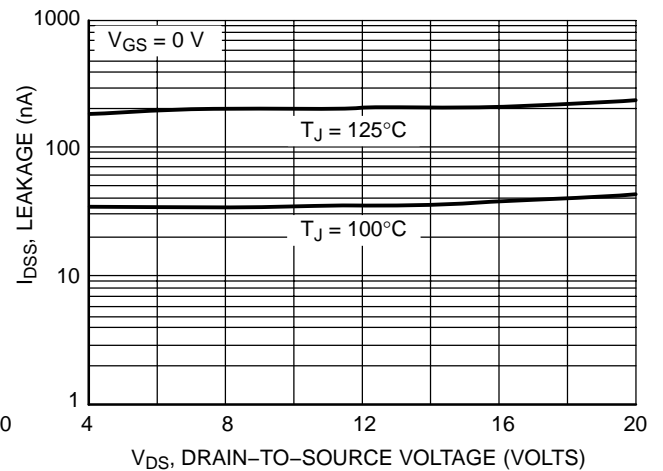 1000
V_GS = 0 V
T_J = 125°C
100
T_J = 100°C
10
1
I_DSS, LEAKAGE (nA)
0
4 8 12 16 20
V_DS, DRAIN–TO–SOURCE VOLTAGE (VOLTS)